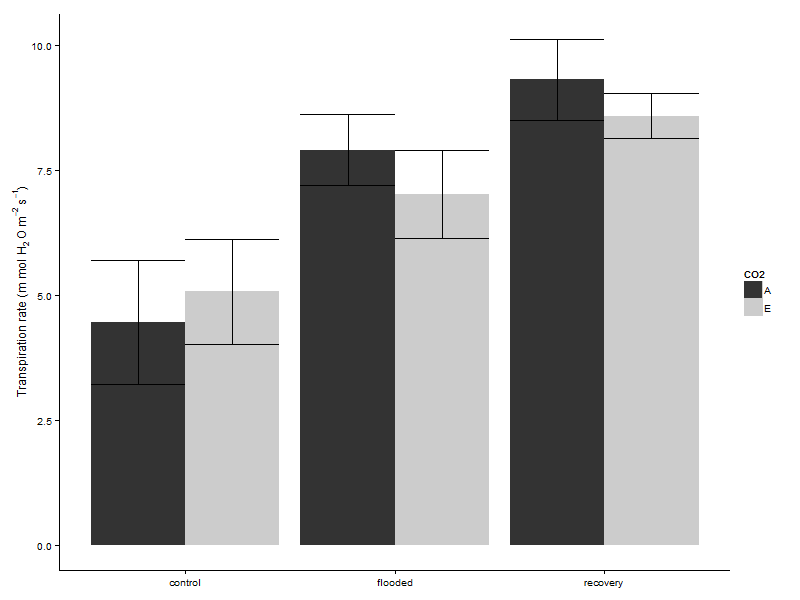 Transpiration rate (m mol H₂ O m⁻² s⁻¹)
10.0
7.5
5.0
2.5
0.0
control flooded recovery
CO2
A
E